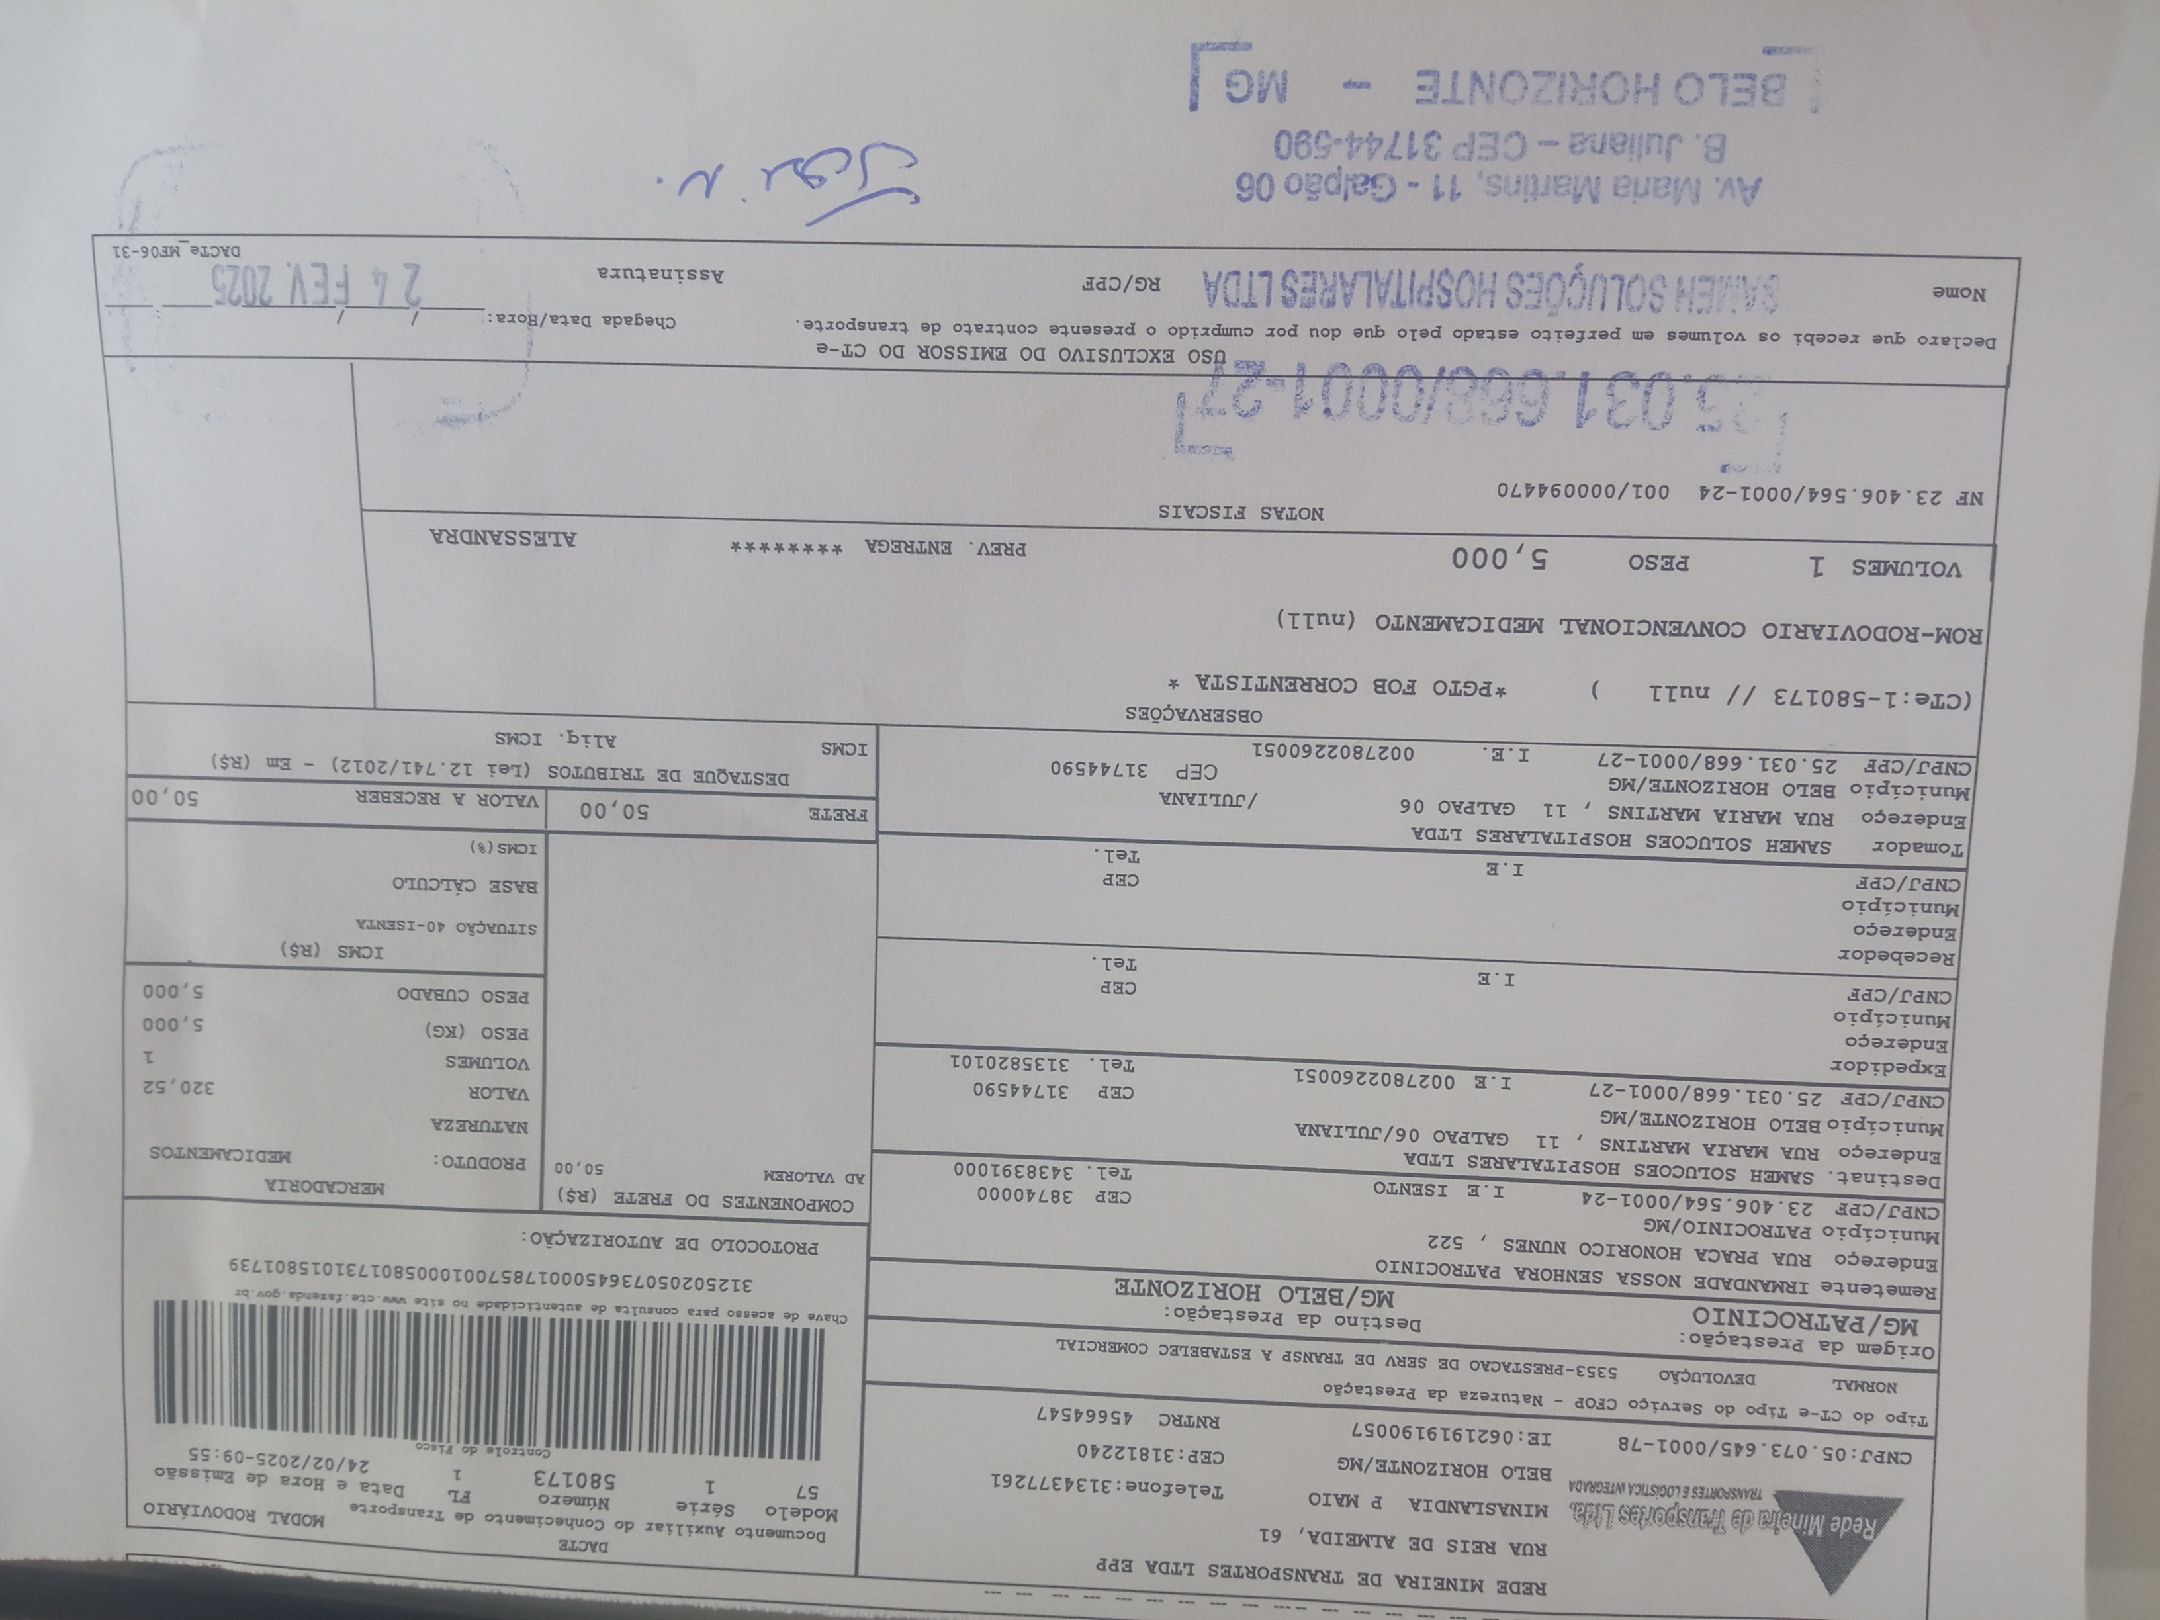 REDE MINEIRA DE TRANSPORTES LTDA EPP
Rede Mineira de Transportes Ltda.
TRANSPORTES E LOGÍSTICA INTEGRADA
RUA REIS DE ALMEIDA, 61
MINASLANDIA P MAIO Telefone:3134377261
BELO HORIZONTE/MG CEP:31812240
CNPJ:05.073.645/0001-78 IE:0621919190057 RNTRC 45664547
DACTE
Documento Auxiliar do Conhecimento de Transporte MODAL RODOVIÁRIO
Modelo Série Número FL Data e Hora de Emissão
57 1 580173 1 24/02/2025-09:55
Controle do Fisco
Chave de acesso para consulta de autenticidade no site www.cte.fazenda.gov.br
31250205073645000178570010005801731015801739
PROTOCOLO DE AUTORIZAÇÃO:
Tipo do CT-e Tipo do Serviço CFOP - Natureza da Prestação
NORMAL DEVOLUÇÃO 5353-PRESTACAO DE SERV DE TRANSP A ESTABELEC COMERCIAL
Origem da Prestação: Destino da Prestação:
MG/PATROCINIO MG/BELO HORIZONTE
Remetente IRMANDADE NOSSA SENHORA PATROCINIO
Endereço RUA PRACA HONORICO NUNES , 522
Município PATROCINIO/MG CEP 38740000
CNPJ/CPF 23.406.564/0001-24 I.E ISENTO Tel. 3438391000
Destinat. SAMEH SOLUCOES HOSPITALARES LTDA
Endereço RUA MARIA MARTINS , 11 GALPAO 06/JULIANA
Município BELO HORIZONTE/MG CEP 31744590
CNPJ/CPF 25.031.668/0001-27 I.E 0027802260051 Tel. 3135820101
Expedidor
Endereço
Município CEP
CNPJ/CPF I.E Tel.
Recebedor
Endereço
Município CEP
CNPJ/CPF I.E Tel.
Tomador SAMEH SOLUCOES HOSPITALARES LTDA
Endereço RUA MARIA MARTINS , 11 GALPAO 06 /JULIANA
Município BELO HORIZONTE/MG CEP 31744590
CNPJ/CPF 25.031.668/0001-27 I.E. 0027802260051
COMPONENTES DO FRETE (R$)
AD VALOREM 50,00
MERCADORIA
PRODUTO: MEDICAMENTOS
NATUREZA
VALOR 320,52
VOLUMES 1
PESO (KG) 5,000
PESO CUBADO 5,000
ICMS (R$)
SITUAÇÃO 40-ISENTA
BASE CÁLCULO
ICMS(%)
FRETE 50,00 VALOR A RECEBER 50,00
DESTAQUE DE TRIBUTOS (Lei 12.741/2012) - Em (R$)
ICMS Aliq. ICMS
OBSERVAÇÕES
(CTe:1-580173 // null ) *PGTO FOB CORRENTISTA *
ROM-RODOVIARIO CONVENCIONAL MEDICAMENTO (null)
VOLUMES 1 PESO 5,000 PREV. ENTREGA ******** ALESSANDRA
NOTAS FISCAIS
NF 23.406.564/0001-24 001/000094470
25.031.668/0001-27
USO EXCLUSIVO DO EMISSOR DO CT-e
Declaro que recebi os volumes em perfeito estado pelo que dou por cumprido o presente contrato de transporte.
Chegada Data/Hora: ____/____/____ ___:___
Nome SAMEH SOLUÇÕES HOSPITALARES LTDA RG/CPF Assinatura 24 FEV. 2025
DACTe_MF06-31
Av. Maria Martins, 11 - Galpão 06
B. Juliana - CEP 31744-590
BELO HORIZONTE - MG